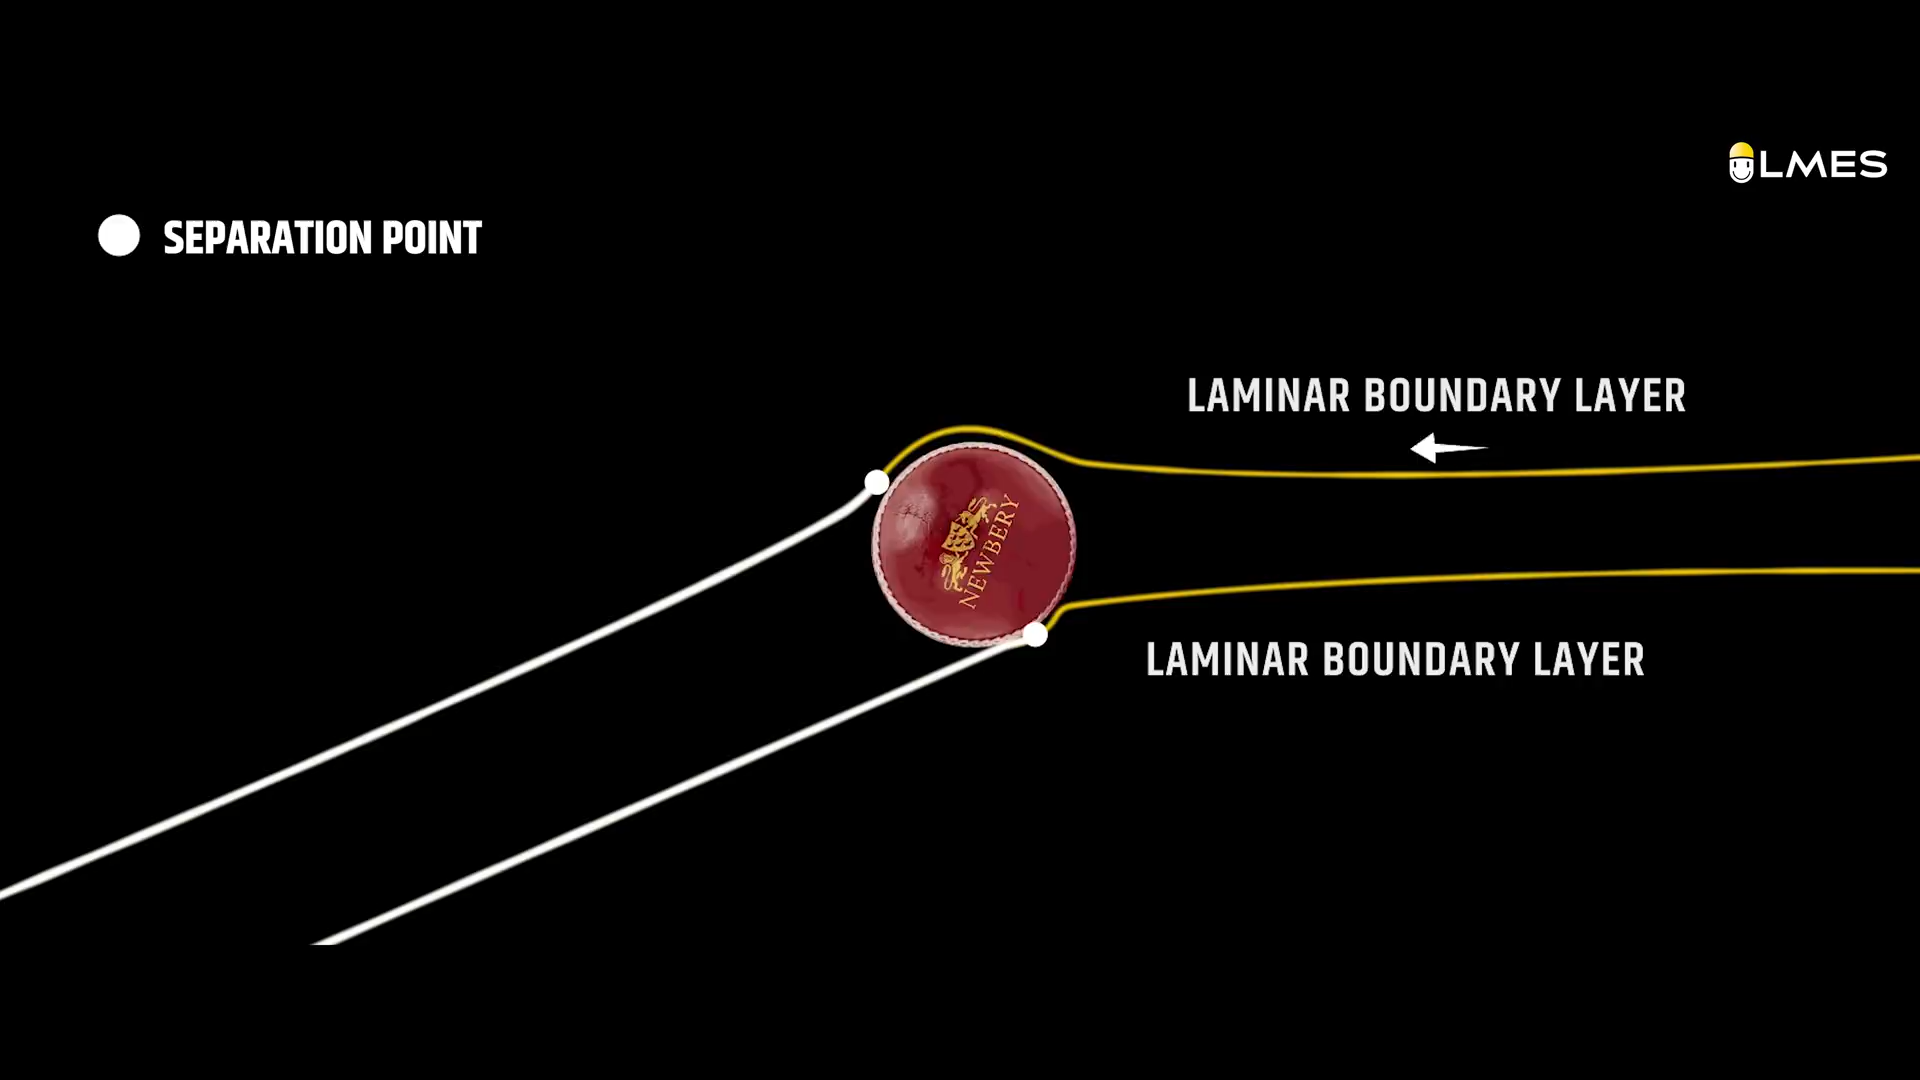 LMES
SEPARATION POINT
LAMINAR BOUNDARY LAYER
NEWBERY
LAMINAR BOUNDARY LAYER